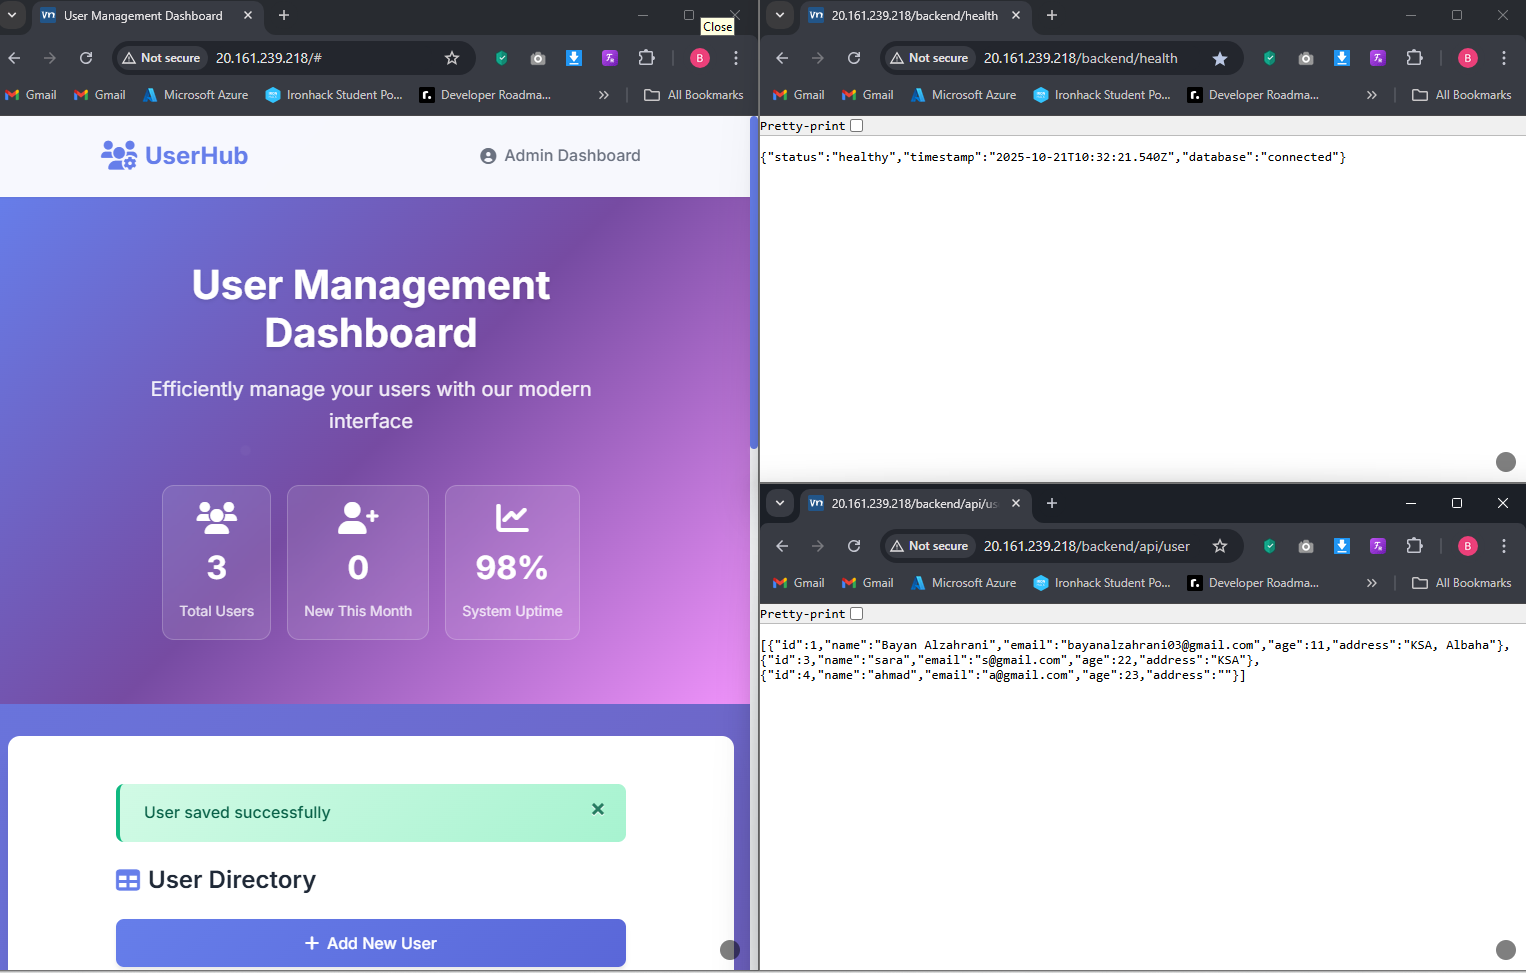 User Management Dashboard
Close
Not secure
20.161.239.218/#
B
Gmail
Gmail
Microsoft Azure
Ironhack Student Po...
r.
Developer Roadma...
All Bookmarks
UserHub
Admin Dashboard
User Management
Dashboard
Efficiently manage your users with our modern
interface
3
Total Users
0
New This Month
98%
System Uptime
User saved successfully
User Directory
Add New User
20.161.239.218/backend/health
Not secure
20.161.239.218/backend/health
B
Gmail
Gmail
Microsoft Azure
Ironhack Student Po...
r.
Developer Roadma...
All Bookmarks
Pretty-print
{"status":"healthy","timestamp":"2025-10-21T10:32:21.540Z","database":"connected"}
20.161.239.218/backend/api/us
Not secure
20.161.239.218/backend/api/user
B
Gmail
Gmail
Microsoft Azure
Ironhack Student Po...
r.
Developer Roadma...
All Bookmarks
Pretty-print
[{"id":1,"name":"Bayan Alzahrani","email":"bayanalzahrani03@gmail.com","age":11,"address":"KSA, Albaha"},
{"id":3,"name":"sara","email":"s@gmail.com","age":22,"address":"KSA"},
{"id":4,"name":"ahmad","email":"a@gmail.com","age":23,"address":""}]